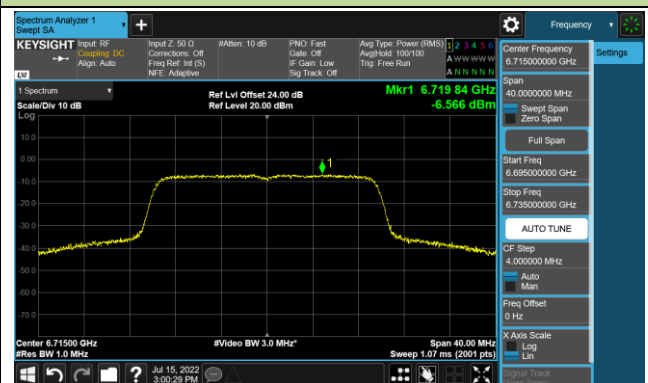 Spectrum Analyzer 1
Swept SA
Frequency
KEYSIGHT
Input: RF
Coupling: DC
Align: Auto
Input Z: 50 Ω
Corrections: Off
Freq Ref: Int (S)
NFE: Adaptive
#Atten: 10 dB
PNO: Fast
Gate: Off
IF Gain: Low
Sig Track: Off
Avg Type: Power (RMS)
Avg|Hold: 100/100
Trig: Free Run
1 2 3 4 5 6
A W W W W W
A N N N N N
LXI
1 Spectrum
Scale/Div 10 dB
Log
Ref Lvl Offset 24.00 dB
Ref Level 20.00 dBm
Mkr1 6.719 84 GHz
-6.566 dBm
10.0
0.00
-10.0
-20.0
-30.0
-40.0
-50.0
-60.0
-70.0
1
Center 6.71500 GHz
#Res BW 1.0 MHz
#Video BW 3.0 MHz*
Span 40.00 MHz
Sweep 1.07 ms (2001 pts)
Jul 15, 2022
3:00:29 PM
Center Frequency
6.715000000 GHz
Settings
Span
40.0000000 MHz
Swept Span
Zero Span
Full Span
Start Freq
6.695000000 GHz
Stop Freq
6.735000000 GHz
AUTO TUNE
CF Step
4.000000 MHz
Auto
Man
Freq Offset
0 Hz
X Axis Scale
Log
Lin
Signal Track